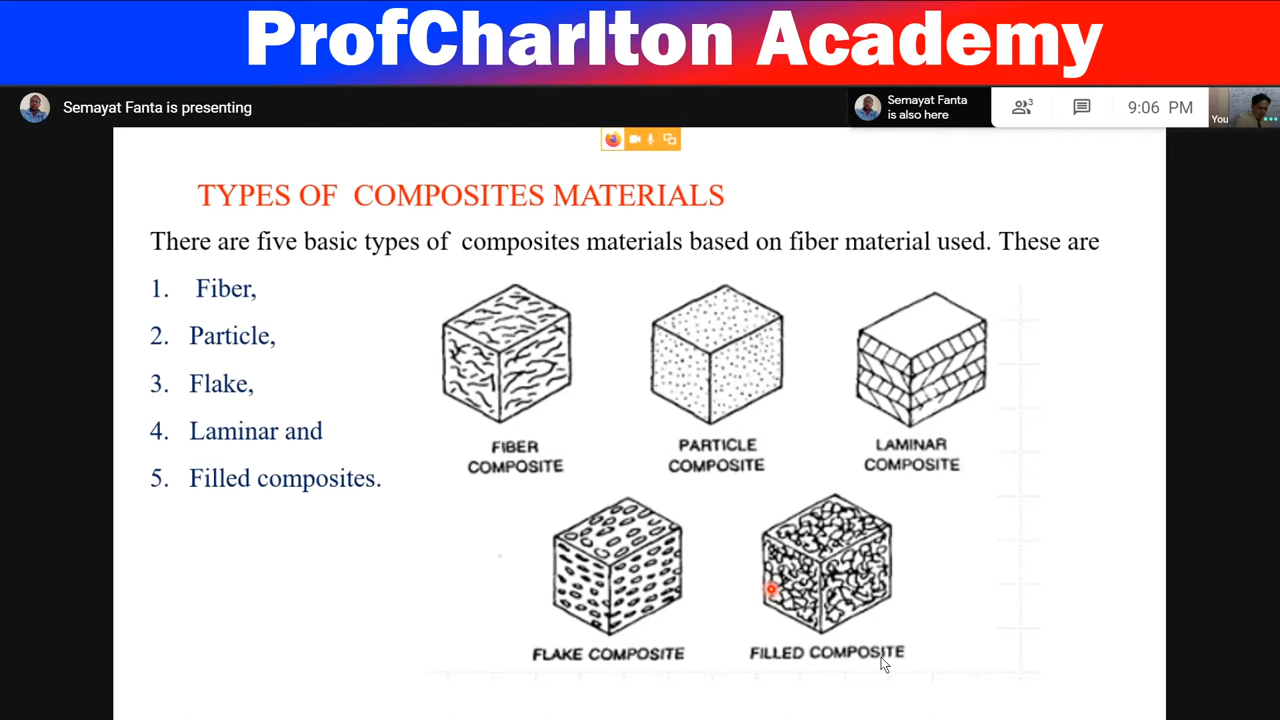 ProfCharlton Academy
Semayat Fanta is presenting
Semayat Fanta
is also here
3
9:06 PM
You
TYPES OF COMPOSITES MATERIALS
There are five basic types of composites materials based on fiber material used. These are
1. Fiber,
2. Particle,
3. Flake,
4. Laminar and
5. Filled composites.
FIBER
COMPOSITE
PARTICLE
COMPOSITE
LAMINAR
COMPOSITE
FLAKE COMPOSITE
FILLED COMPOSITE